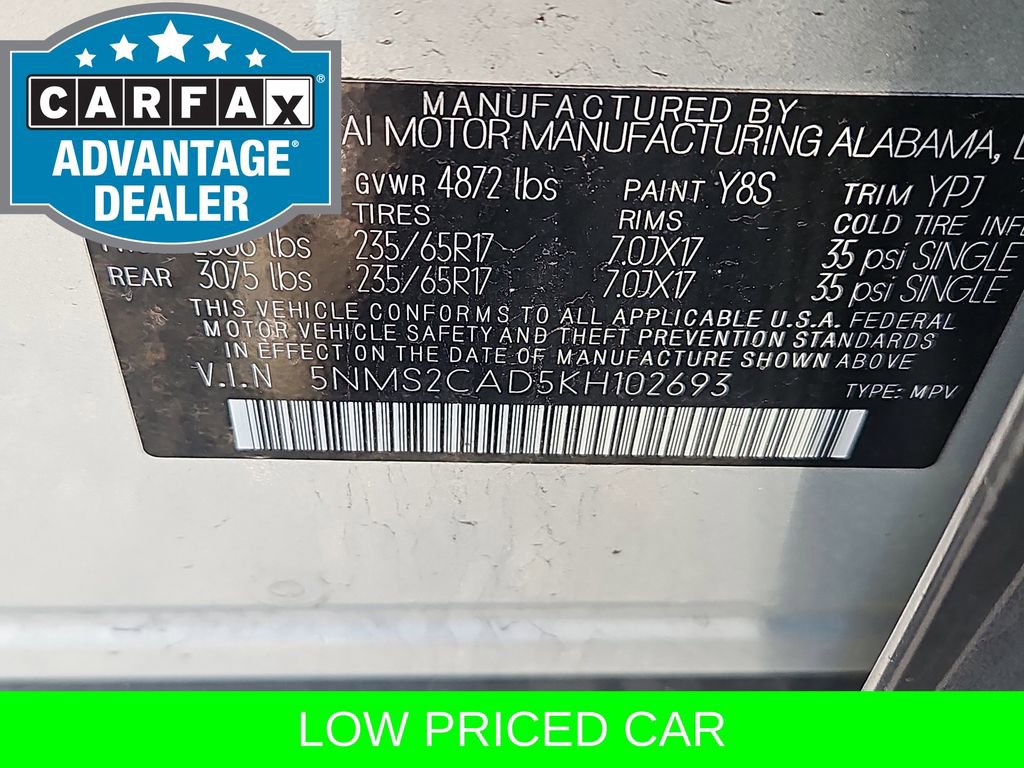 CARFAX®
ADVANTAGE®
DEALER
MANUFACTURED BY
AI MOTOR MANUFACTURING ALABAMA,
GVWR 4872 lbs PAINT Y8S TRIM YPJ
TIRES RIMS COLD TIRE INF
lbs 235/65R17 7.0JX17 35 psi SINGLE
REAR 3075 lbs 235/65R17 7.0JX17 35 psi SINGLE
THIS VEHICLE CONFORMS TO ALL APPLICABLE U.S.A. FEDERAL
MOTOR VEHICLE SAFETY AND THEFT PREVENTION STANDARDS
IN EFFECT ON THE DATE OF MANUFACTURE SHOWN ABOVE
V.I.N 5NMS2CAD5KH102693 TYPE: MPV
LOW PRICED CAR